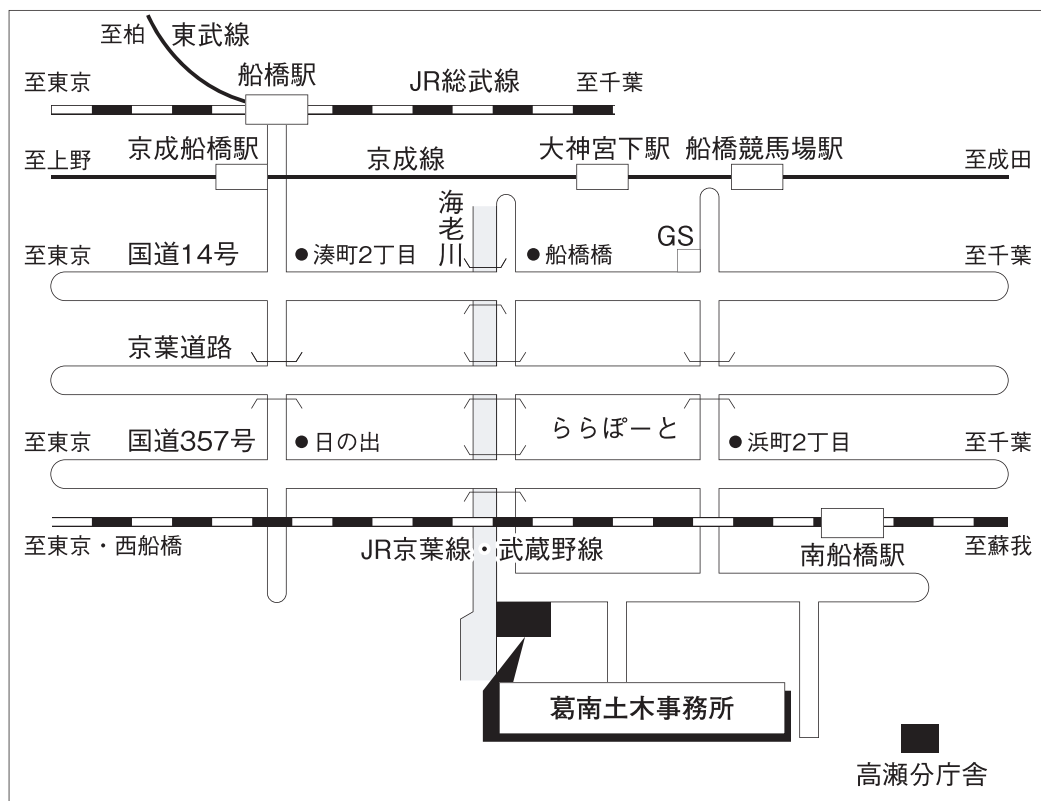 至柏
東武線
船橋駅
至東京
JR総武線
至千葉
至上野
京成船橋駅
京成線
大神宮下駅
船橋競馬場駅
至成田
海老川
GS
至東京
国道14号
湊町2丁目
船橋橋
至千葉
京葉道路
ららぽーと
至東京
国道357号
日の出
浜町2丁目
至千葉
至東京・西船橋
JR京葉線・武蔵野線
南船橋駅
至蘇我
葛南土木事務所
高瀬分庁舎